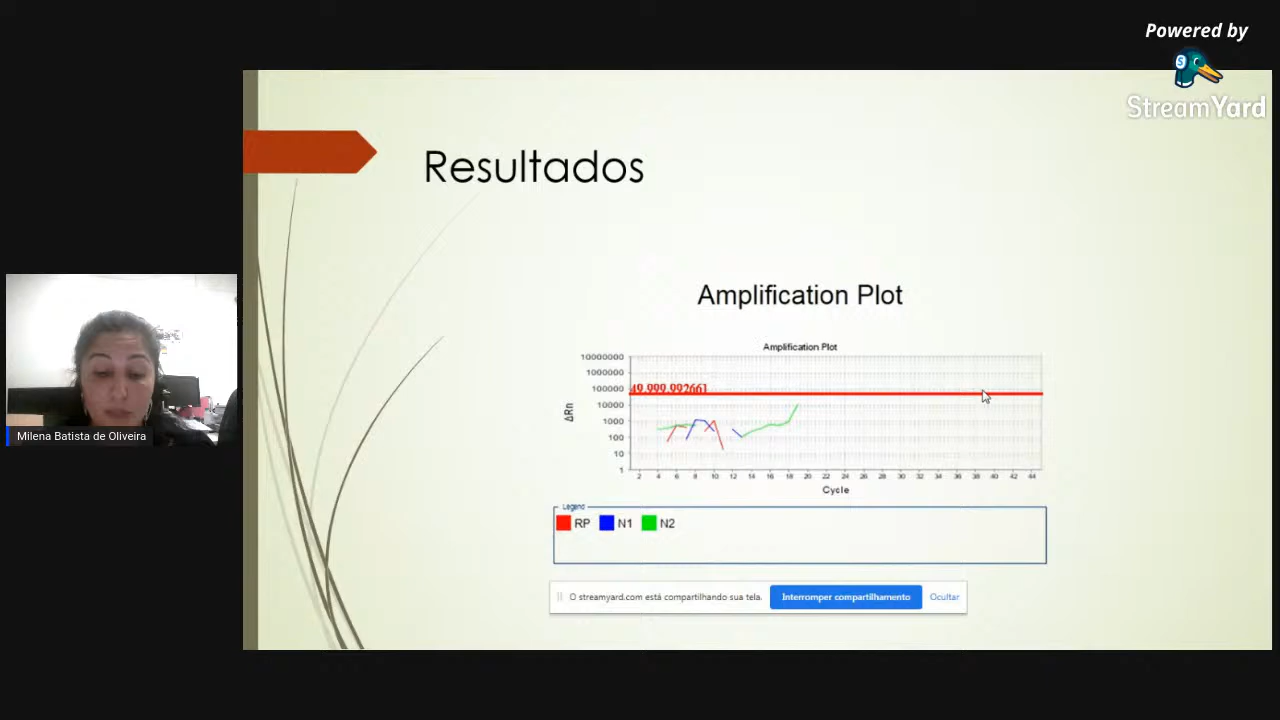 Powered by
StreamYard
Resultados
Amplification Plot
Amplification Plot
10000000
1000000
100000
10000
1000
100
10
1
49.999,992661
ΔRn
2 4 6 8 10 12 14 16 18 20 22 24 26 28 30 32 34 36 38 40 42 44
Cycle
Legend
RP N1 N2
O streamyard.com está compartilhando sua tela. Interromper compartilhamento Ocultar
Milena Batista de Oliveira